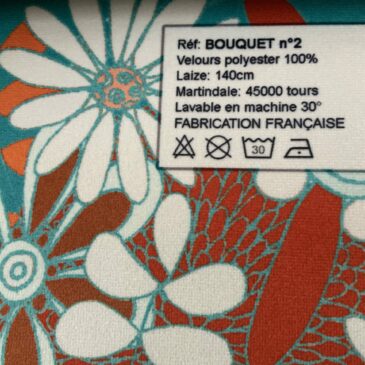 Réf: BOUQUET n°2
Velours polyester 100%
Laize: 140cm
Martindale: 45000 tours
Lavable en machine 30°
FABRICATION FRANÇAISE
30